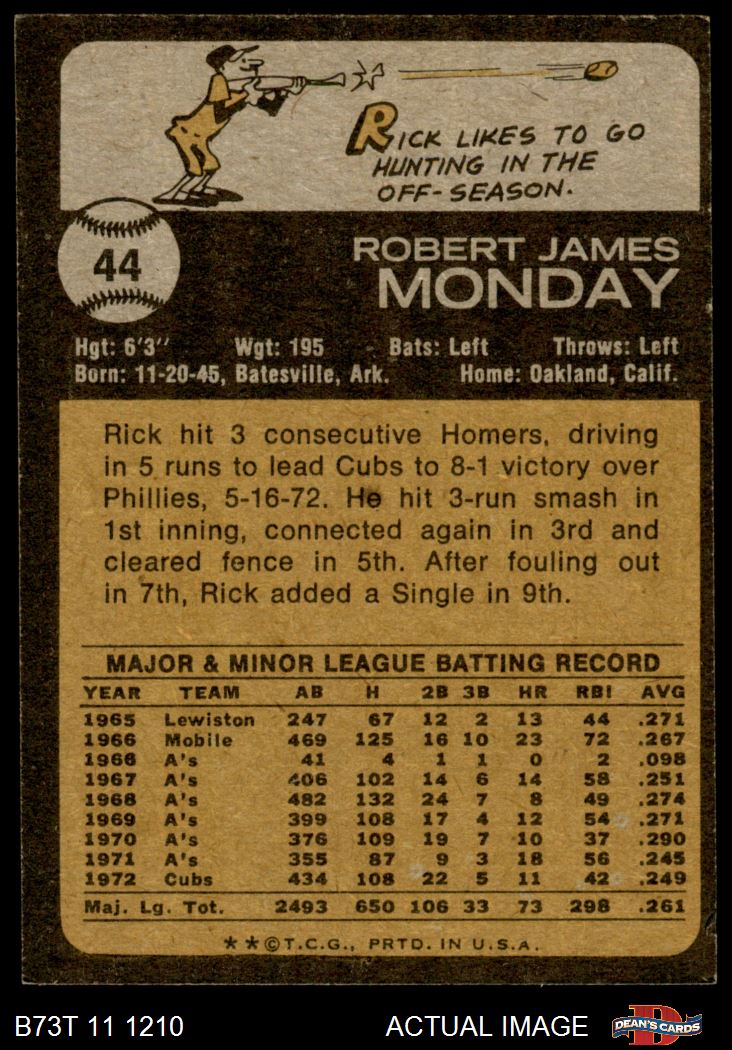 RICK LIKES TO GO
HUNTING IN THE
OFF-SEASON.
44
ROBERT JAMES
MONDAY
Hgt: 6'3" Wgt: 195 Bats: Left Throws: Left
Born: 11-20-45, Batesville, Ark. Home: Oakland, Calif.
Rick hit 3 consecutive Homers, driving
in 5 runs to lead Cubs to 8-1 victory over
Phillies, 5-16-72. He hit 3-run smash in
1st inning, connected again in 3rd and
cleared fence in 5th. After fouling out
in 7th, Rick added a Single in 9th.
MAJOR & MINOR LEAGUE BATTING RECORD
YEAR TEAM AB H 2B 3B HR RBI AVG
1965 Lewiston 247 67 12 2 13 44 .271
1966 Mobile 469 125 16 10 23 72 .267
1966 A's 41 4 1 1 0 2 .098
1967 A's 406 102 14 6 14 58 .251
1968 A's 482 132 24 7 8 49 .274
1969 A's 399 108 17 4 12 54 .271
1970 A's 376 109 19 7 10 37 .290
1971 A's 355 87 9 3 18 56 .245
1972 Cubs 434 108 22 5 11 42 .249
Maj. Lg. Tot. 2493 650 106 33 73 298 .261
**©T.C.G., PRTD. IN U.S.A.
B73T 11 1210 ACTUAL IMAGE D DEAN'S CARDS